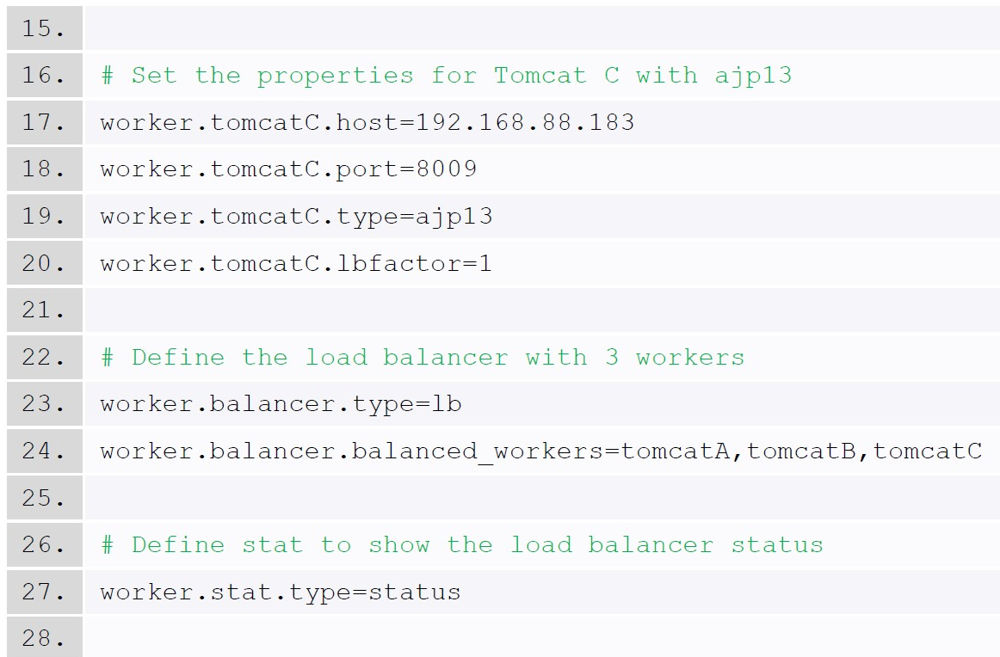 15.
16. # Set the properties for Tomcat C with ajp13
17. worker.tomcatC.host=192.168.88.183
18. worker.tomcatC.port=8009
19. worker.tomcatC.type=ajp13
20. worker.tomcatC.lbfactor=1
21.
22. # Define the load balancer with 3 workers
23. worker.balancer.type=lb
24. worker.balancer.balanced_workers=tomcatA,tomcatB,tomcatC
25.
26. # Define stat to show the load balancer status
27. worker.stat.type=status
28.